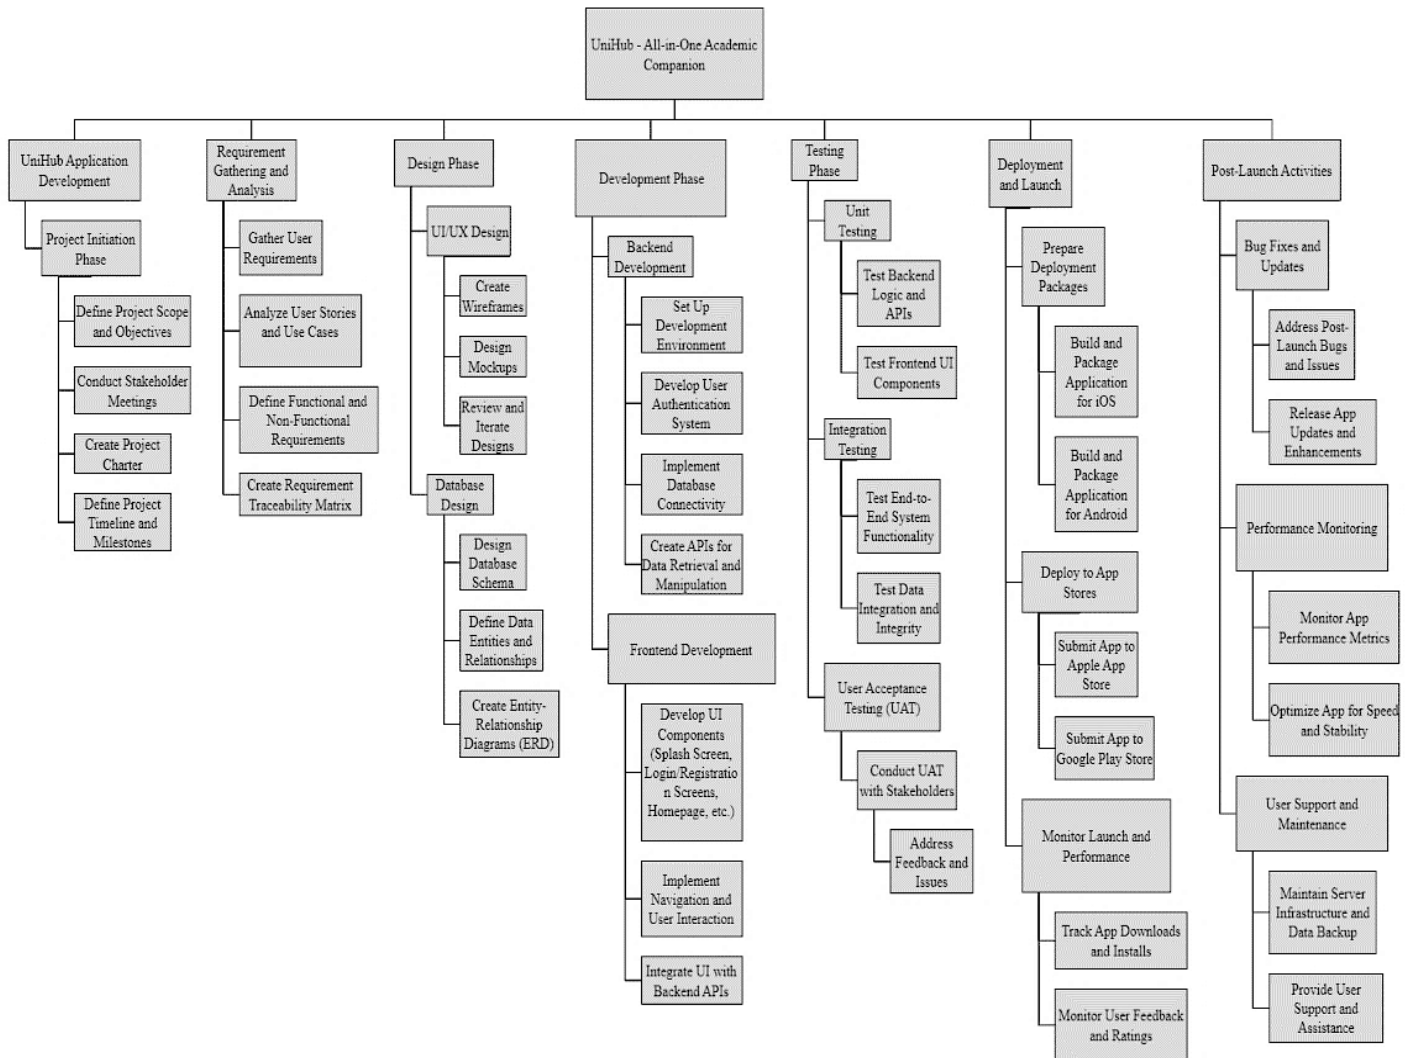 UniHub - All-in-One Academic
Companion
UniHub Application
Development
Project Initiation
Phase
Define Project Scope
and Objectives
Conduct Stakeholder
Meetings
Create Project
Charter
Define Project
Timeline and
Milestones
Requirement
Gathering and
Analysis
Gather User
Requirements
Analyze User Stories
and Use Cases
Define Functional and
Non-Functional
Requirements
Create Requirement
Traceability Matrix
Design Phase
UI/UX Design
Create
Wireframes
Design
Mockups
Review and
Iterate
Designs
Database
Design
Design
Database
Schema
Define Data
Entities and
Relationships
Create Entity-
Relationship
Diagrams (ERD)
Development Phase
Backend
Development
Set Up
Development
Environment
Develop User
Authentication
System
Implement
Database
Connectivity
Create APIs for
Data Retrieval and
Manipulation
Frontend Development
Develop UI
Components
(Splash Screen,
Login/Registratio
n Screens,
Homepage, etc.)
Implement
Navigation and
User Interaction
Integrate UI with
Backend APIs
Testing
Phase
Unit
Testing
Test Backend
Logic and
APIs
Test Frontend UI
Components
Integration
Testing
Test End-to-
End System
Functionality
Test Data
Integration and
Integrity
User Acceptance
Testing (UAT)
Conduct UAT
with Stakeholders
Address
Feedback and
Issues
Deployment
and Launch
Prepare
Deployment
Packages
Build and
Package
Application
for iOS
Build and
Package
Application
for Android
Deploy to App
Stores
Submit App to
Apple App
Store
Submit App to
Google Play Store
Monitor Launch and
Performance
Track App Downloads
and Installs
Monitor User Feedback
and Ratings
Post-Launch Activities
Bug Fixes and
Updates
Address Post-
Launch Bugs
and Issues
Release App
Updates and
Enhancements
Performance Monitoring
Monitor App
Performance Metrics
Optimize App for Speed
and Stability
User Support and
Maintenance
Maintain Server
Infrastructure and
Data Backup
Provide User
Support and
Assistance